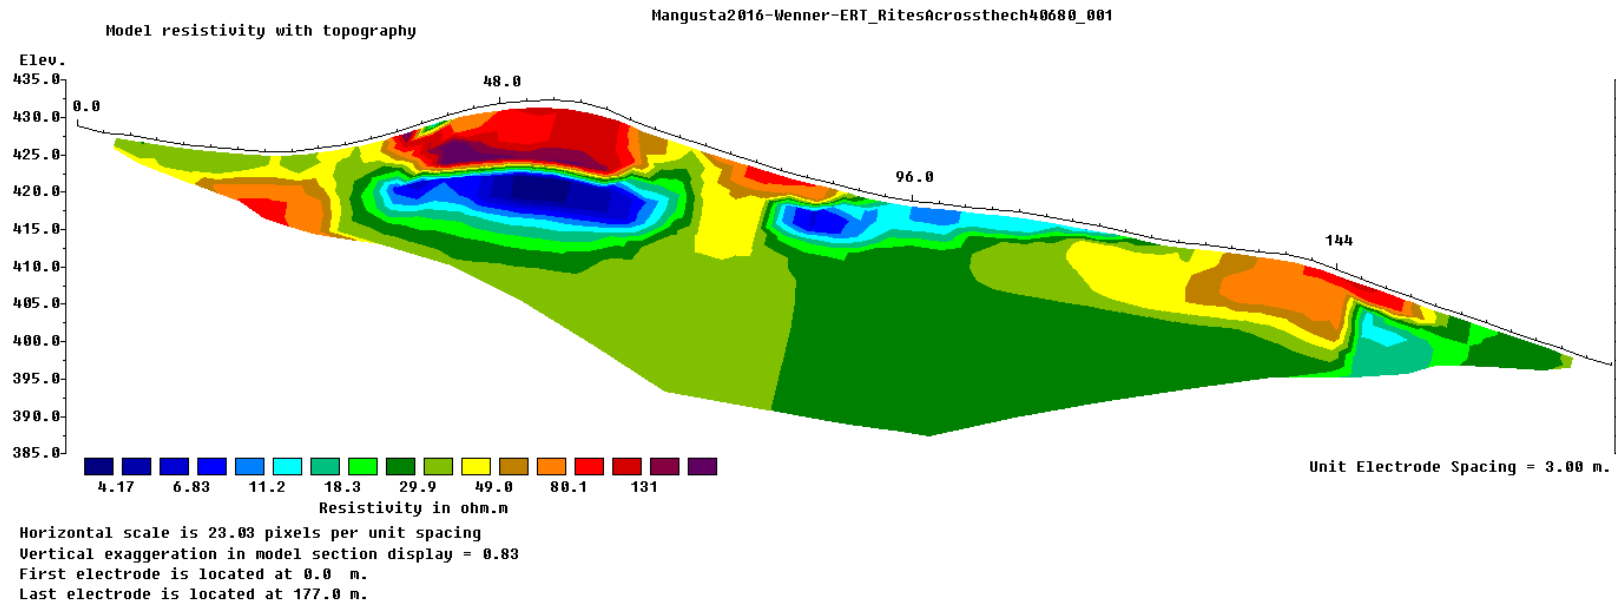 Mangusta2016-Wenner-ERT_RitesAcrossthech40680_001
Model resistivity with topography
Elev.
435.0
430.0
425.0
420.0
415.0
410.0
405.0
400.0
395.0
390.0
385.0
0.0
48.0
96.0
144
4.17 6.83 11.2 18.3 29.9 49.0 80.1 131
Resistivity in ohm.m
Unit Electrode Spacing = 3.00 m.
Horizontal scale is 23.03 pixels per unit spacing
Vertical exaggeration in model section display = 0.83
First electrode is located at 0.0 m.
Last electrode is located at 177.0 m.